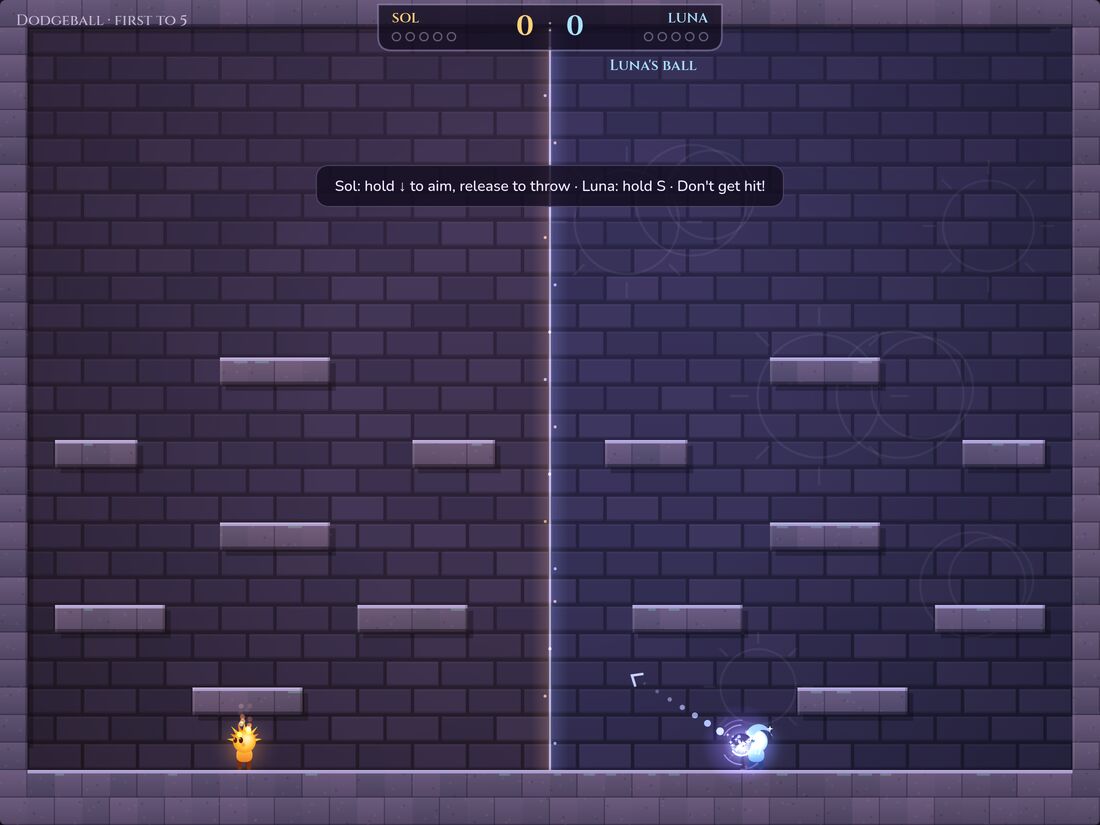 Dodgeball · first to 5
SOL
0 : 0
LUNA
Luna's ball
Sol: hold ↓ to aim, release to throw · Luna: hold S · Don't get hit!